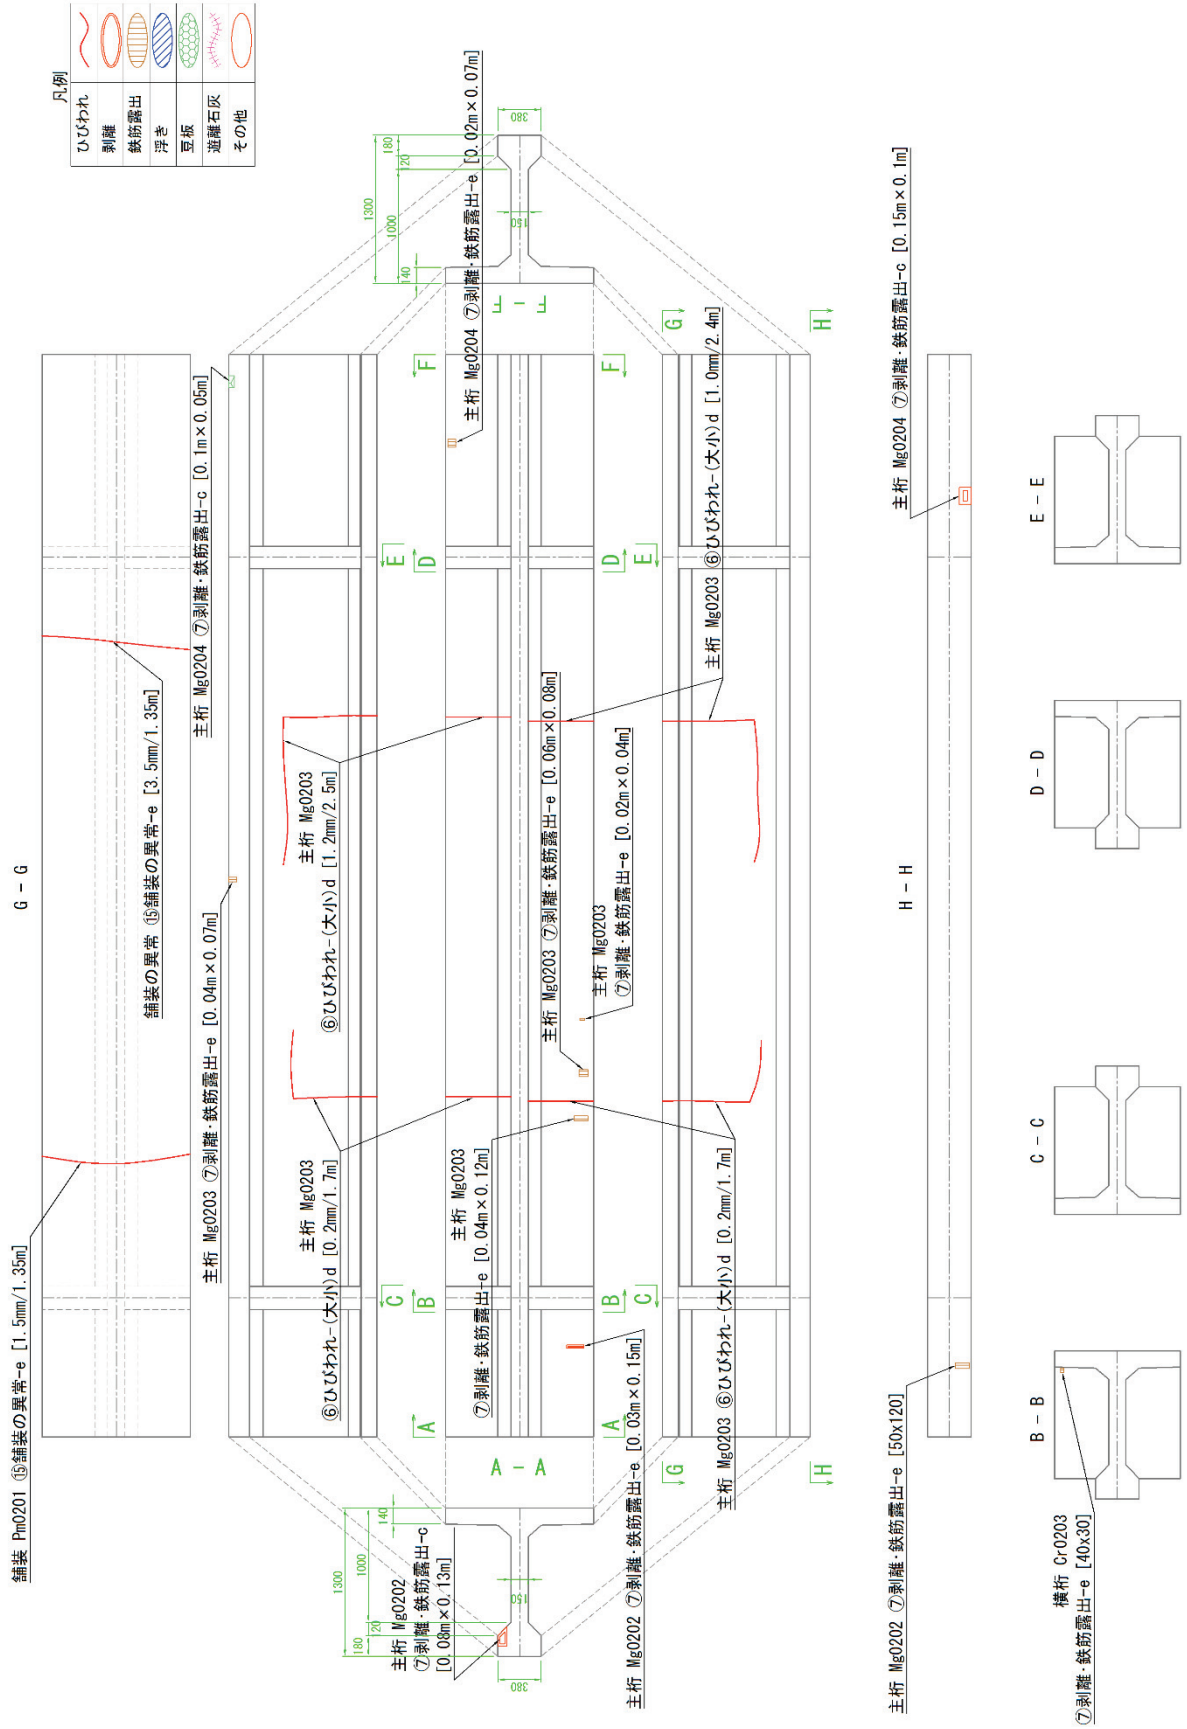 凡例
ひびわれ
剥離
鉄筋露出
浮き
豆板
遊離石灰
その他
G - G
舗装 Pm0201 ⑮舗装の異常-e [1.5mm/1.35m]
舗装の異常 ⑮舗装の異常-e [3.5mm/1.35m]
主桁 Mg0203 ⑦剥離・鉄筋露出-e [0.04m×0.07m]
主桁 Mg0204 ⑦剥離・鉄筋露出-c [0.1m×0.05m]
主桁 Mg0203
⑥ひびわれ-(大小)d [0.2mm/1.7m]
主桁 Mg0203
⑥ひびわれ-(大小)d [1.2mm/2.5m]
C
E
E
C
B
D
D
B
A
F
F
A
A - A
F - F
1300
180
120
1000
140
380
150
1300
1000
120
180
140
380
150
主桁 Mg0202
⑦剥離・鉄筋露出-c
[0.08m×0.13m]
主桁 Mg0204 ⑦剥離・鉄筋露出-e [0.02m×0.07m]
主桁 Mg0203
⑦剥離・鉄筋露出-e [0.04m×0.12m]
主桁 Mg0203 ⑦剥離・鉄筋露出-e [0.06m×0.08m]
主桁 Mg0203
⑦剥離・鉄筋露出-e [0.02m×0.04m]
主桁 Mg0202 ⑦剥離・鉄筋露出-e [0.03m×0.15m]
主桁 Mg0203 ⑥ひびわれ-(大小)d [0.2mm/1.7m]
主桁 Mg0203 ⑥ひびわれ-(大小)d [1.0mm/2.4m]
G
G
H
H
H - H
主桁 Mg0202 ⑦剥離・鉄筋露出-e [50x120]
主桁 Mg0204 ⑦剥離・鉄筋露出-c [0.15m×0.1m]
B - B
C - C
D - D
E - E
横桁 Cr0203
⑦剥離・鉄筋露出-e [40x30]